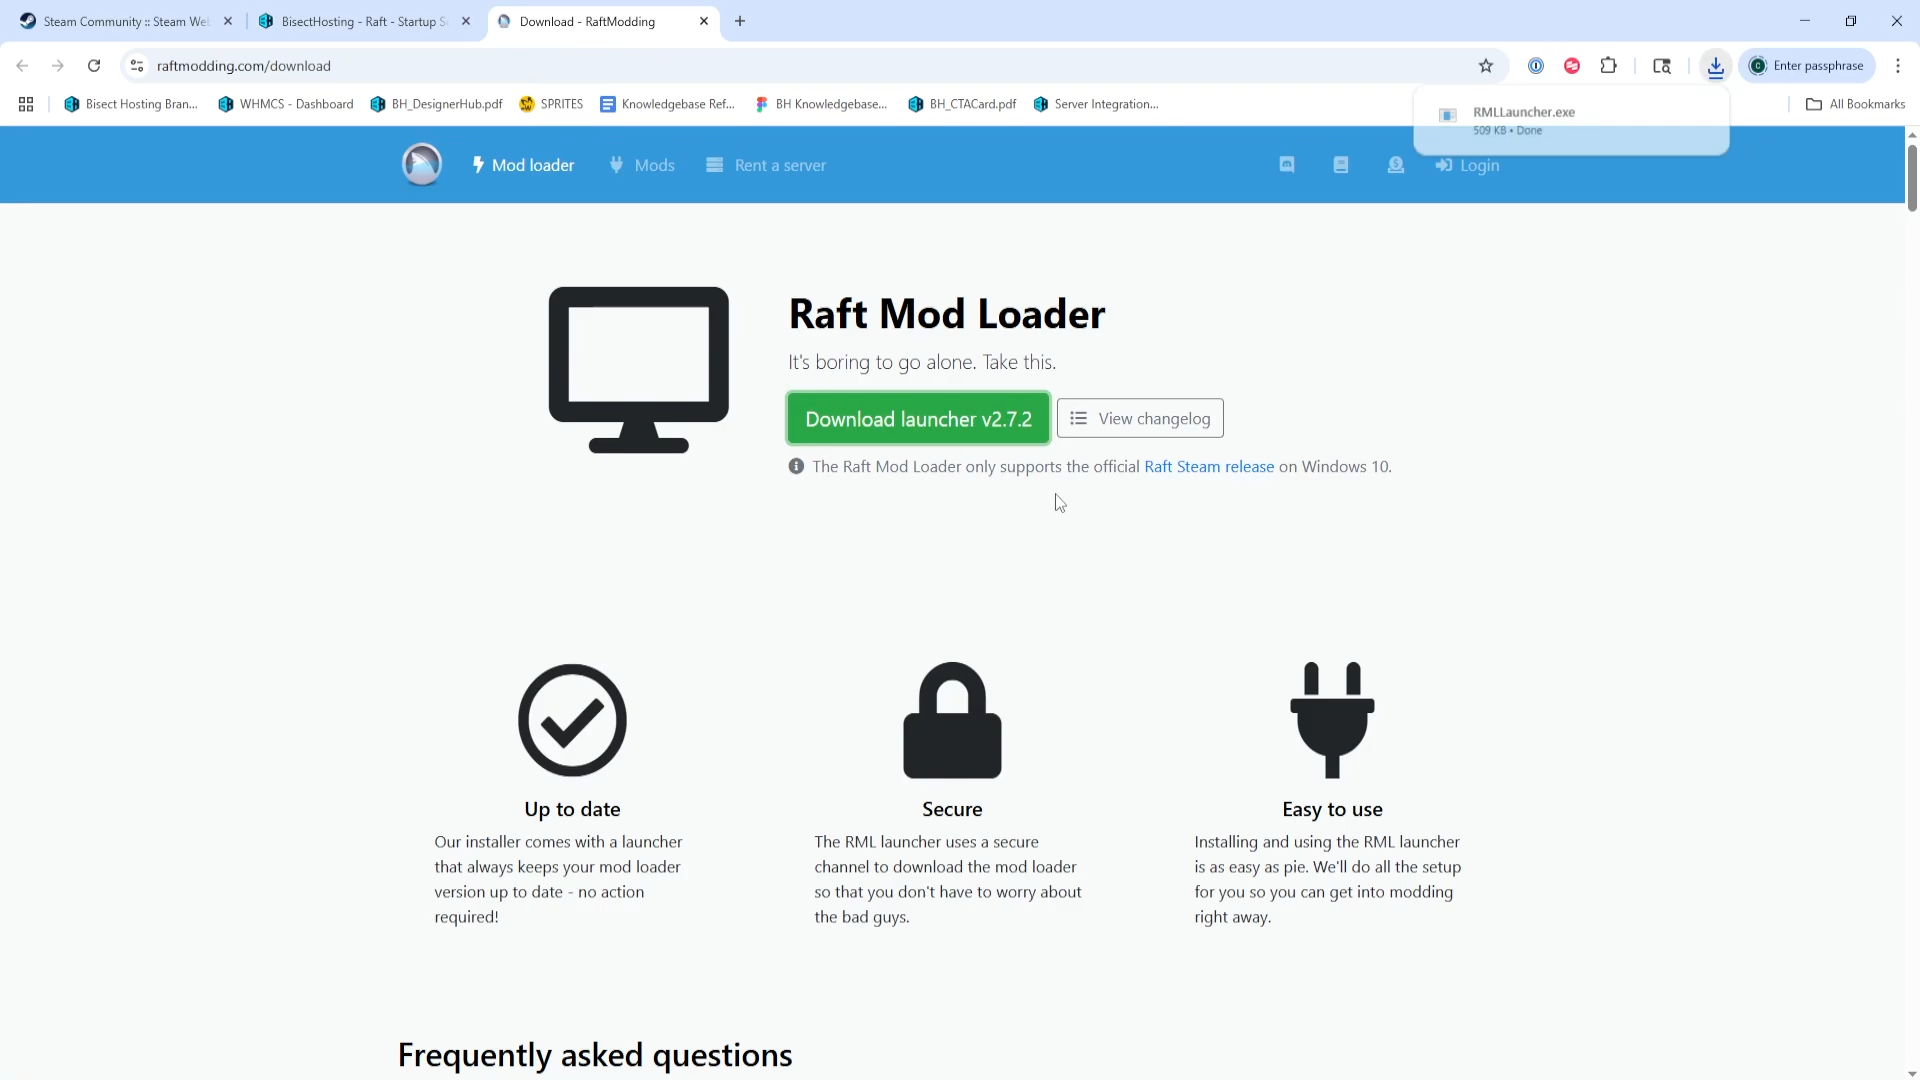 Steam Community :: Steam We
BisectHosting - Raft - Startup S
Download - RaftModding
raftmodding.com/download
Enter passphrase
Bisect Hosting Bran...
WHMCS - Dashboard
BH_DesignerHub.pdf
SPRITES
Knowledgebase Ref...
BH Knowledgebase...
BH_CTACard.pdf
Server Integration...
All Bookmarks
RMLLauncher.exe
509 KB • Done
Mod loader
Mods
Rent a server
Login
Raft Mod Loader
It's boring to go alone. Take this.
Download launcher v2.7.2
View changelog
The Raft Mod Loader only supports the official Raft Steam release on Windows 10.
Up to date
Our installer comes with a launcher
that always keeps your mod loader
version up to date - no action
required!
Secure
The RML launcher uses a secure
channel to download the mod loader
so that you don't have to worry about
the bad guys.
Easy to use
Installing and using the RML launcher
is as easy as pie. We'll do all the setup
for you so you can get into modding
right away.
Frequently asked questions